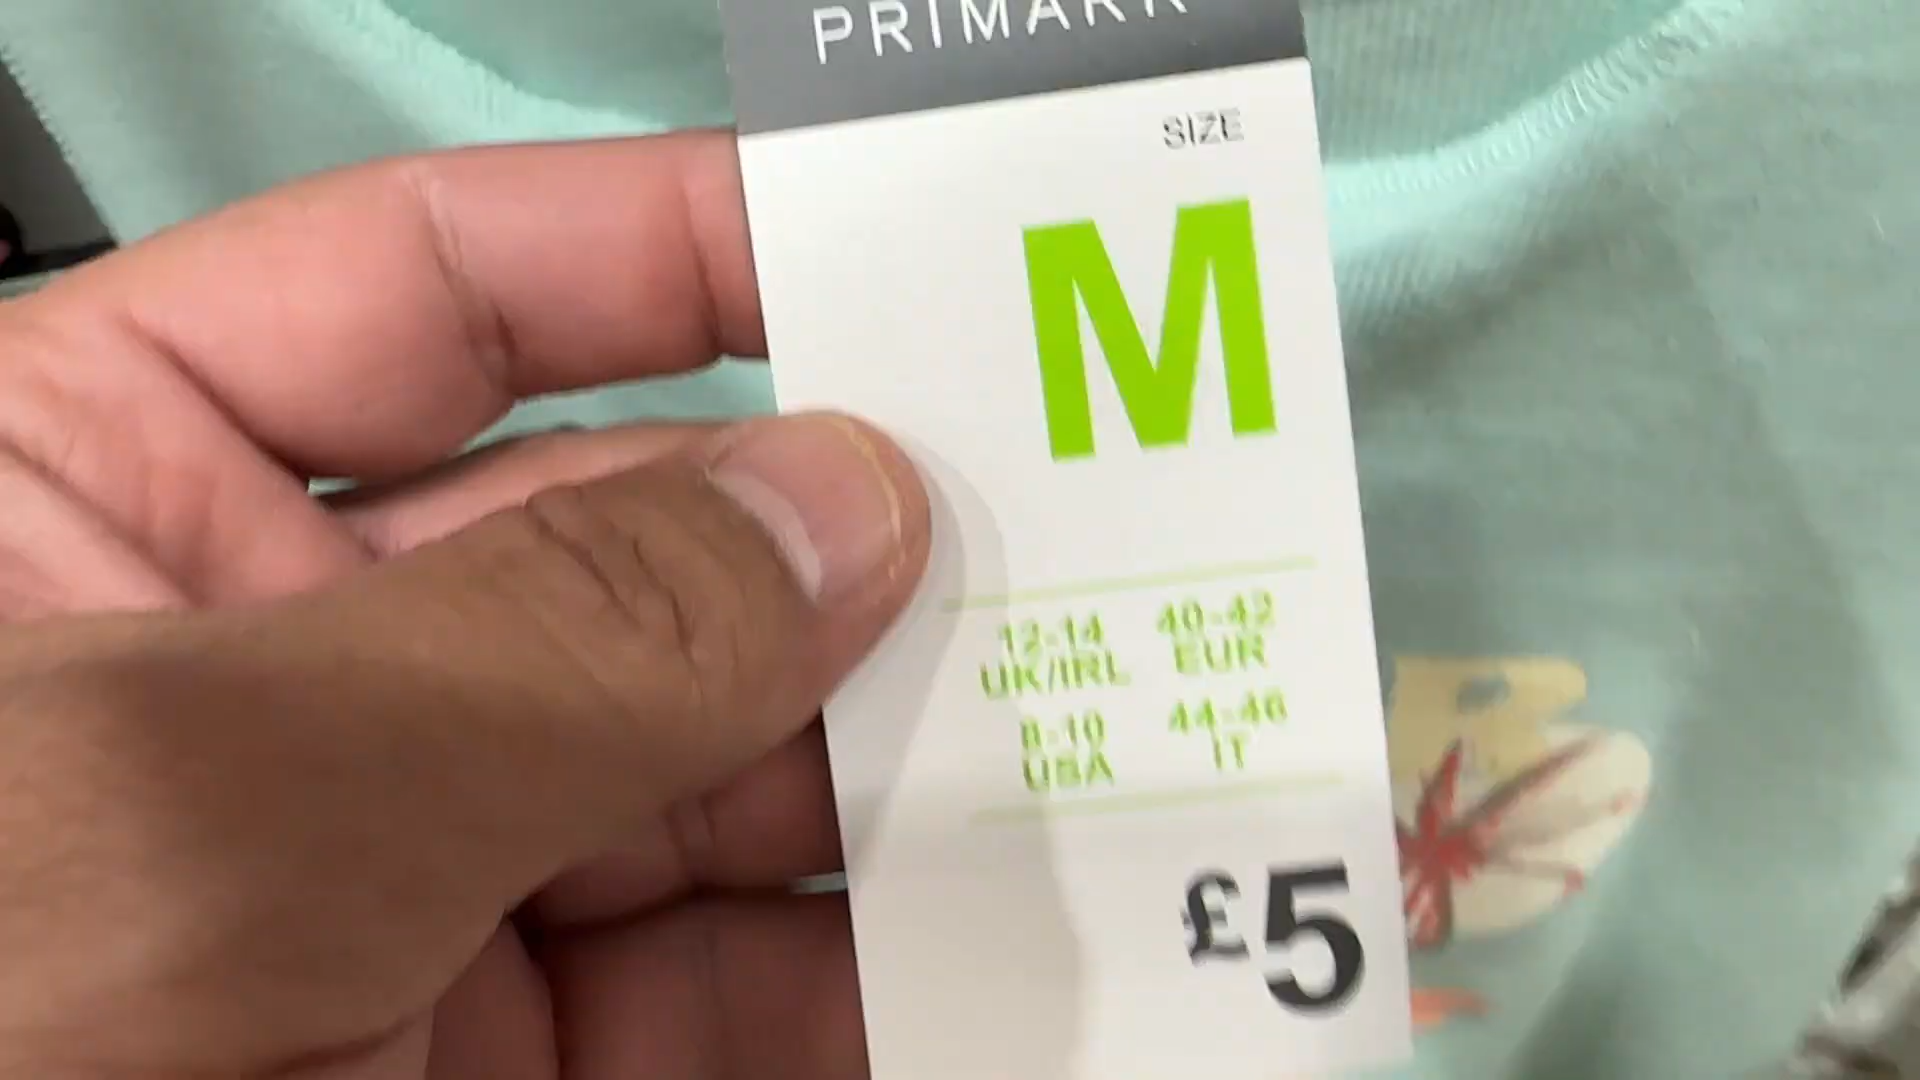 PRIMARK
SIZE
M
12-14 40-42
UK/IRL EUR
8-10 44-46
USA IT
£5